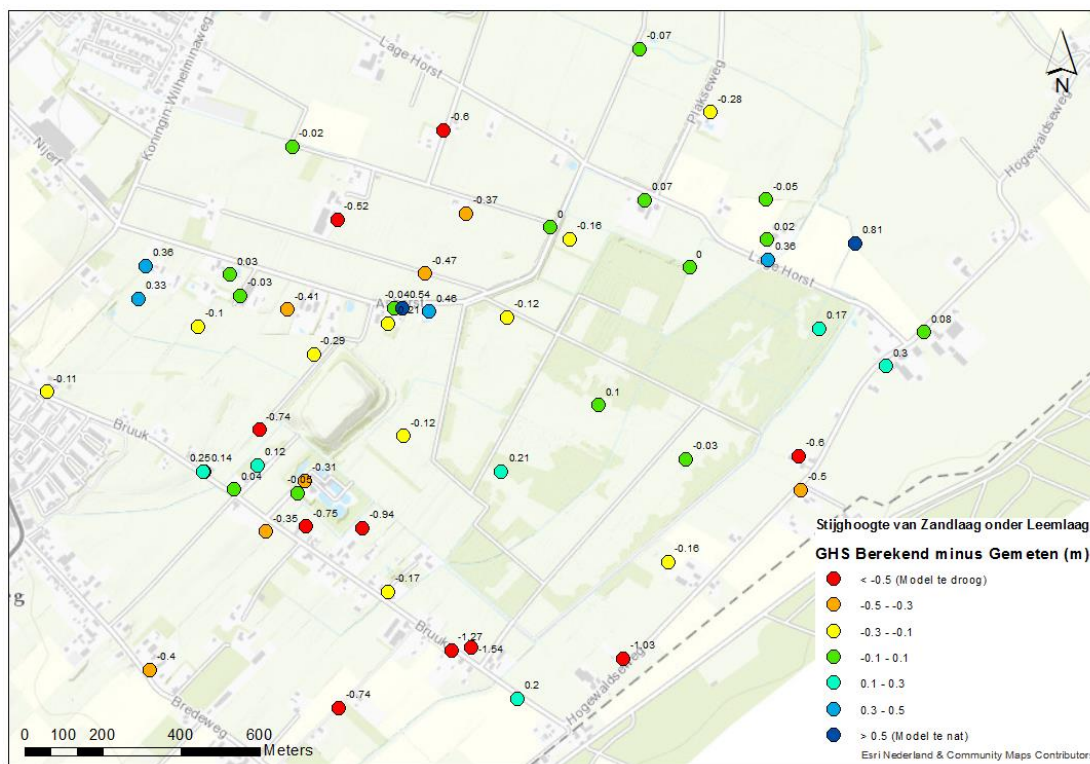 -0.07
Lage Horst
N
Koningin Wilhelminaweg
Plakseweg
-0.28
Hogewaldseweg
-0.6
-0.02
Nijerf
-0.05
0.07
-0.37
-0.52
0
-0.16
0.02
0.81
0.36
0
Lage Horst
0.36
0.03
-0.47
0.33
-0.03
-0.41
-0.04
0.54
0.46
-0.12
-0.1
0.17
0.08
-0.29
0.3
-0.11
0.1
Bruuk
-0.74
-0.12
0.25
0.14
0.12
0.21
-0.03
-0.6
-0.31
0.04
-0.05
-0.5
-0.35
-0.75
-0.94
-0.16
-0.17
Bruuk
-1.27
-1.54
-1.03
-0.4
0.2
Hogewaldseweg
-0.74
Bredeweg
Stijghoogte van Zandlaag onder Leemlaag
GHS Berekend minus Gemeten (m)
< -0.5 (Model te droog)
-0.5 - -0.3
-0.3 - -0.1
-0.1 - 0.1
0.1 - 0.3
0.3 - 0.5
> 0.5 (Model te nat)
0 100 200 400 600
Meters
Esri Nederland & Community Maps Contributors